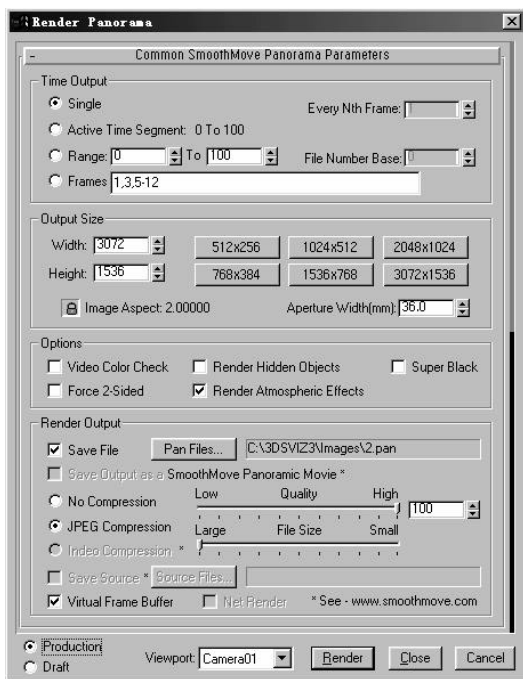 Render Panorama
Common SmoothMove Panorama Parameters
Time Output
Single
Every Nth Frame: 1
Active Time Segment: 0 To 100
Range: 0 To 100
File Number Base: 0
Frames 1,3,5-12
Output Size
Width: 3072
512x256 1024x512 2048x1024
Height: 1536
768x384 1536x768 3072x1536
Image Aspect: 2.00000
Aperture Width(mm): 36.0
Options
Video Color Check
Render Hidden Objects
Super Black
Force 2-Sided
Render Atmospheric Effects
Render Output
Save File
Pan Files...
C:\3DSVIZ3\Images\2.pan
Save Output as a SmoothMove Panoramic Movie *
No Compression
Low Quality High
100
JPEG Compression
Large File Size Small
Indeo Compression *
Save Source * Source Files...
Virtual Frame Buffer
Net Render
* See - www.smoothmove.com
Production
Draft
Viewport: Camera01
Render
Close
Cancel